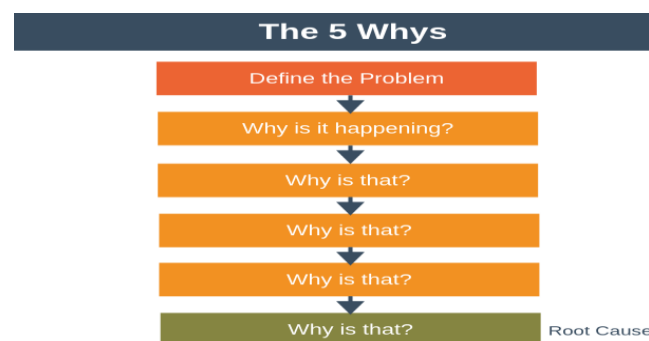 The 5 Whys
Define the Problem
Why is it happening?
Why is that?
Why is that?
Why is that?
Why is that?
Root Cause